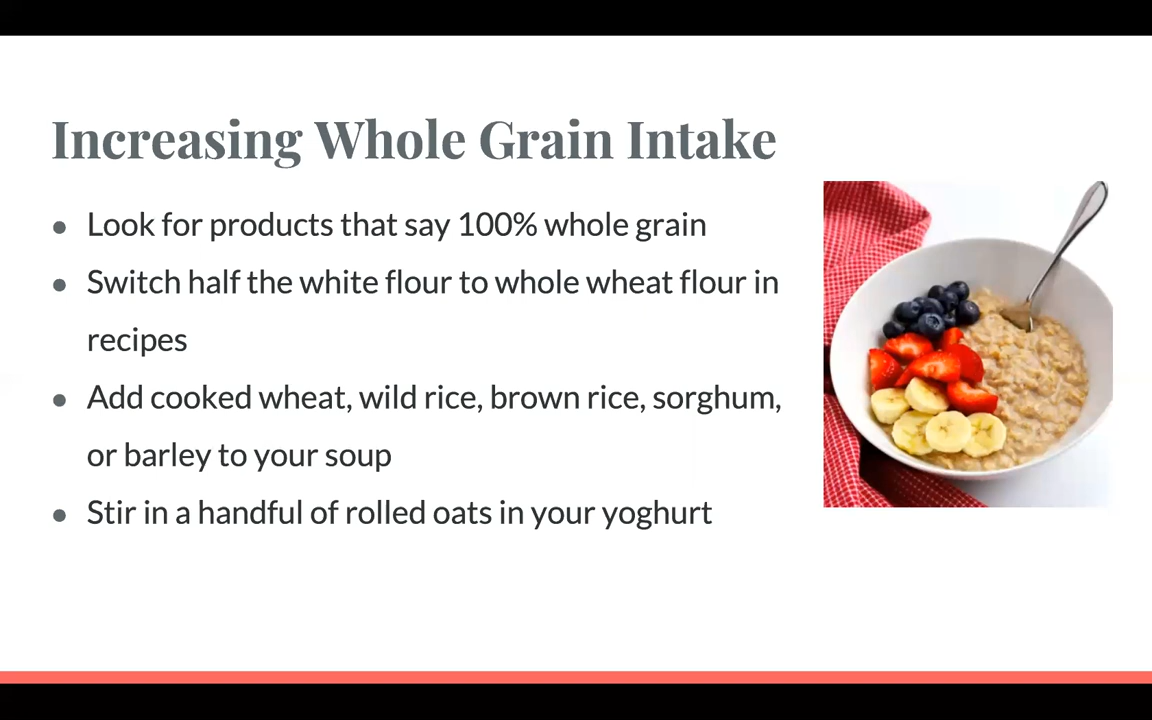 Increasing Whole Grain Intake
● Look for products that say 100% whole grain
● Switch half the white flour to whole wheat flour in
recipes
● Add cooked wheat, wild rice, brown rice, sorghum,
or barley to your soup
● Stir in a handful of rolled oats in your yoghurt